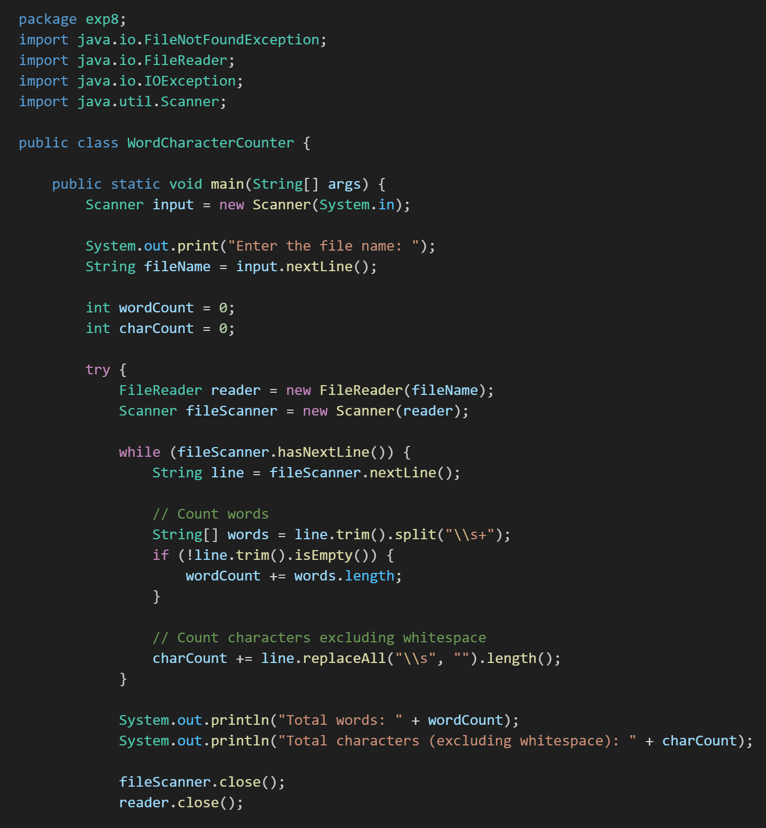 package exp8;
import java.io.FileNotFoundException;
import java.io.FileReader;
import java.io.IOException;
import java.util.Scanner;

public class WordCharacterCounter {

    public static void main(String[] args) {
        Scanner input = new Scanner(System.in);

        System.out.print("Enter the file name: ");
        String fileName = input.nextLine();

        int wordCount = 0;
        int charCount = 0;

        try {
            FileReader reader = new FileReader(fileName);
            Scanner fileScanner = new Scanner(reader);

            while (fileScanner.hasNextLine()) {
                String line = fileScanner.nextLine();

                // Count words
                String[] words = line.trim().split("\\s+");
                if (!line.trim().isEmpty()) {
                    wordCount += words.length;
                }

                // Count characters excluding whitespace
                charCount += line.replaceAll("\\s", "").length();
            }

            System.out.println("Total words: " + wordCount);
            System.out.println("Total characters (excluding whitespace): " + charCount);

            fileScanner.close();
            reader.close();